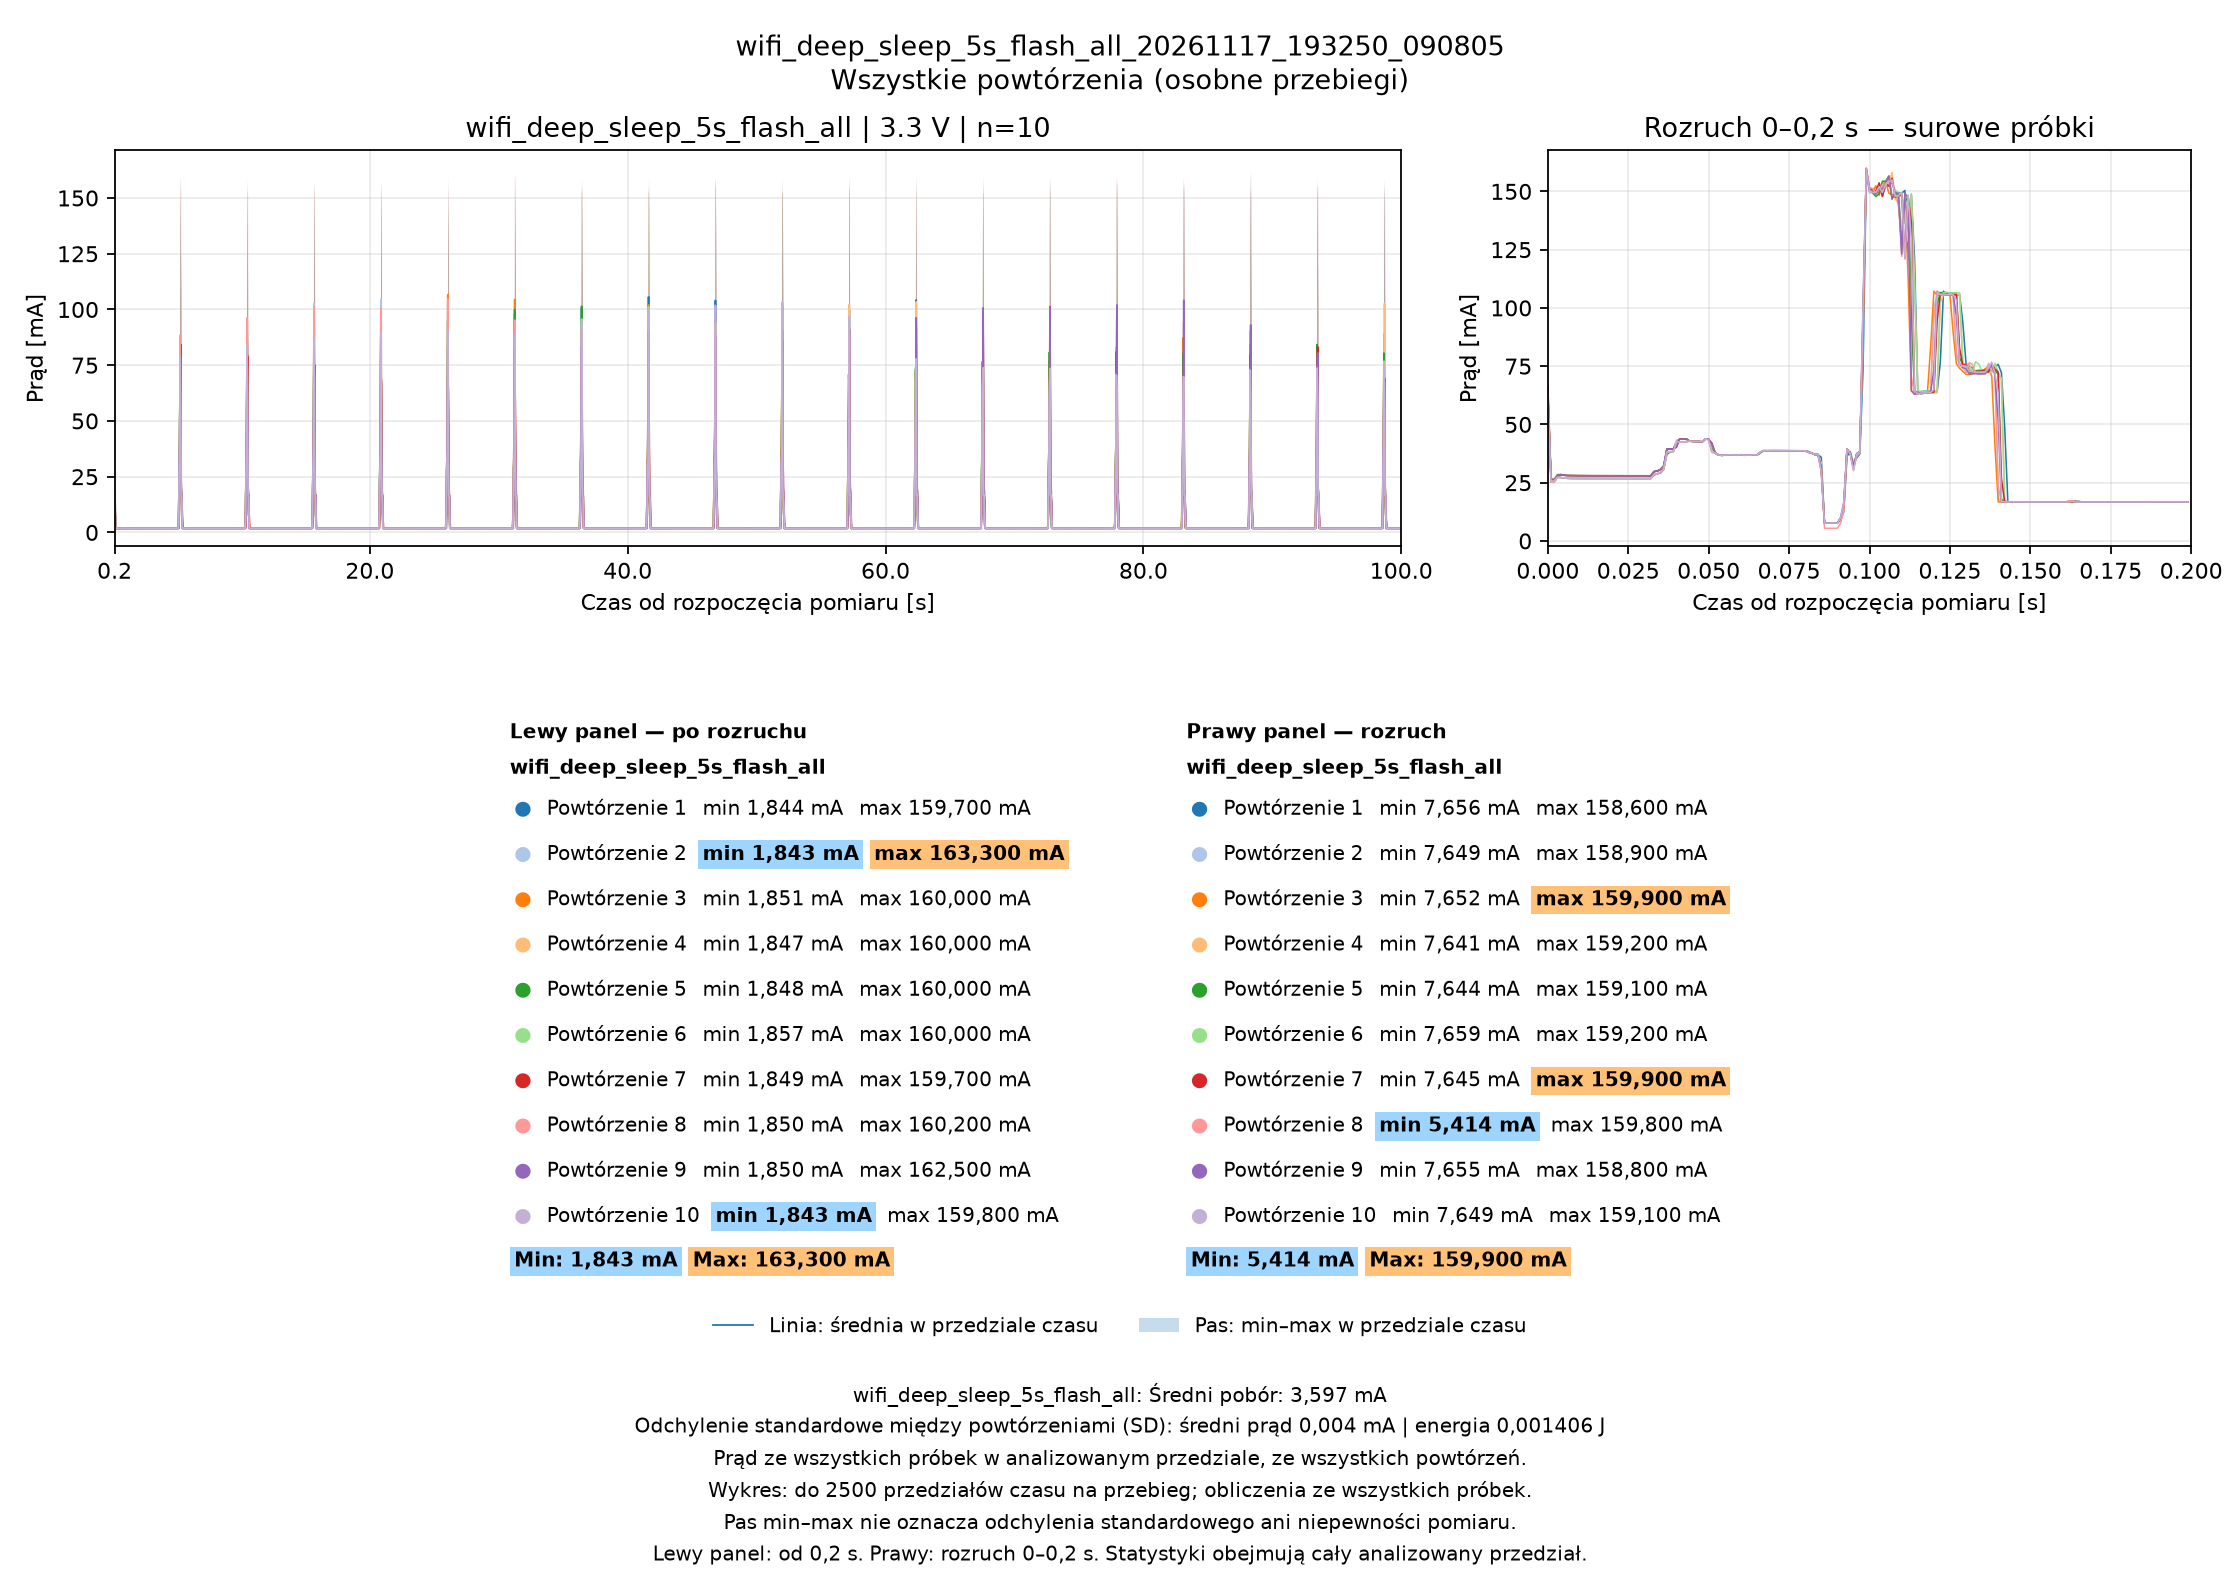 wifi_deep_sleep_5s_flash_all_20261117_193250_090805
Wszystkie powtórzenia (osobne przebiegi)
wifi_deep_sleep_5s_flash_all | 3.3 V | n=10
Prąd [mA]
150
125
100
75
50
25
0
0.2 20.0 40.0 60.0 80.0 100.0
Czas od rozpoczęcia pomiaru [s]
Rozruch 0–0,2 s — surowe próbki
Prąd [mA]
150
125
100
75
50
25
0
0.000 0.025 0.050 0.075 0.100 0.125 0.150 0.175 0.200
Czas od rozpoczęcia pomiaru [s]
Lewy panel — po rozruchu
wifi_deep_sleep_5s_flash_all
Powtórzenie 1 min 1,844 mA max 159,700 mA
Powtórzenie 2 min 1,843 mA max 163,300 mA
Powtórzenie 3 min 1,851 mA max 160,000 mA
Powtórzenie 4 min 1,847 mA max 160,000 mA
Powtórzenie 5 min 1,848 mA max 160,000 mA
Powtórzenie 6 min 1,857 mA max 160,000 mA
Powtórzenie 7 min 1,849 mA max 159,700 mA
Powtórzenie 8 min 1,850 mA max 160,200 mA
Powtórzenie 9 min 1,850 mA max 162,500 mA
Powtórzenie 10 min 1,843 mA max 159,800 mA
Min: 1,843 mA Max: 163,300 mA
Prawy panel — rozruch
wifi_deep_sleep_5s_flash_all
Powtórzenie 1 min 7,656 mA max 158,600 mA
Powtórzenie 2 min 7,649 mA max 158,900 mA
Powtórzenie 3 min 7,652 mA max 159,900 mA
Powtórzenie 4 min 7,641 mA max 159,200 mA
Powtórzenie 5 min 7,644 mA max 159,100 mA
Powtórzenie 6 min 7,659 mA max 159,200 mA
Powtórzenie 7 min 7,645 mA max 159,900 mA
Powtórzenie 8 min 5,414 mA max 159,800 mA
Powtórzenie 9 min 7,655 mA max 158,800 mA
Powtórzenie 10 min 7,649 mA max 159,100 mA
Min: 5,414 mA Max: 159,900 mA
Linia: średnia w przedziale czasu
Pas: min–max w przedziale czasu
wifi_deep_sleep_5s_flash_all: Średni pobór: 3,597 mA
Odchylenie standardowe między powtórzeniami (SD): średni prąd 0,004 mA | energia 0,001406 J
Prąd ze wszystkich próbek w analizowanym przedziale, ze wszystkich powtórzeń.
Wykres: do 2500 przedziałów czasu na przebieg; obliczenia ze wszystkich próbek.
Pas min–max nie oznacza odchylenia standardowego ani niepewności pomiaru.
Lewy panel: od 0,2 s. Prawy: rozruch 0–0,2 s. Statystyki obejmują cały analizowany przedział.